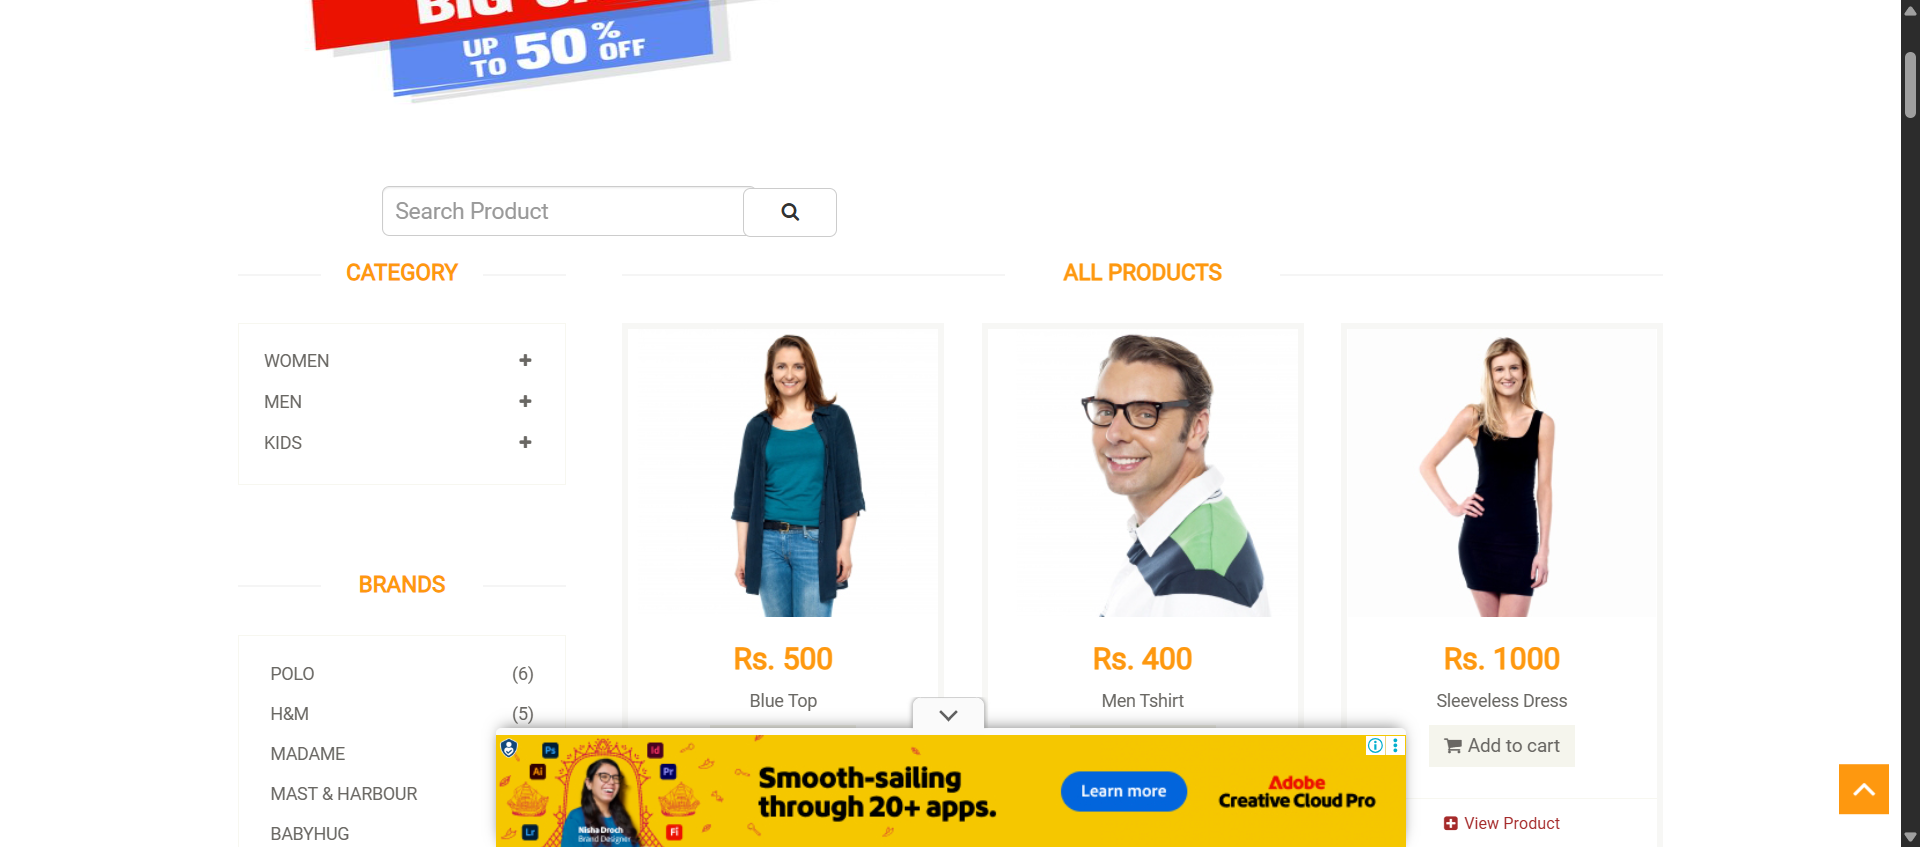 UP
TO 50% OFF
Search Product
CATEGORY
ALL PRODUCTS
WOMEN
MEN
KIDS
BRANDS
POLO (6)
H&M (5)
MADAME
MAST & HARBOUR
BABYHUG
Rs. 500
Blue Top
Rs. 400
Men Tshirt
Rs. 1000
Sleeveless Dress
Add to cart
View Product
Ps
Id
Ai
Pr
Lr
Fi
Nisha Droch
Brand Designer
Smooth-sailing
through 20+ apps.
Learn more
Adobe
Creative Cloud Pro